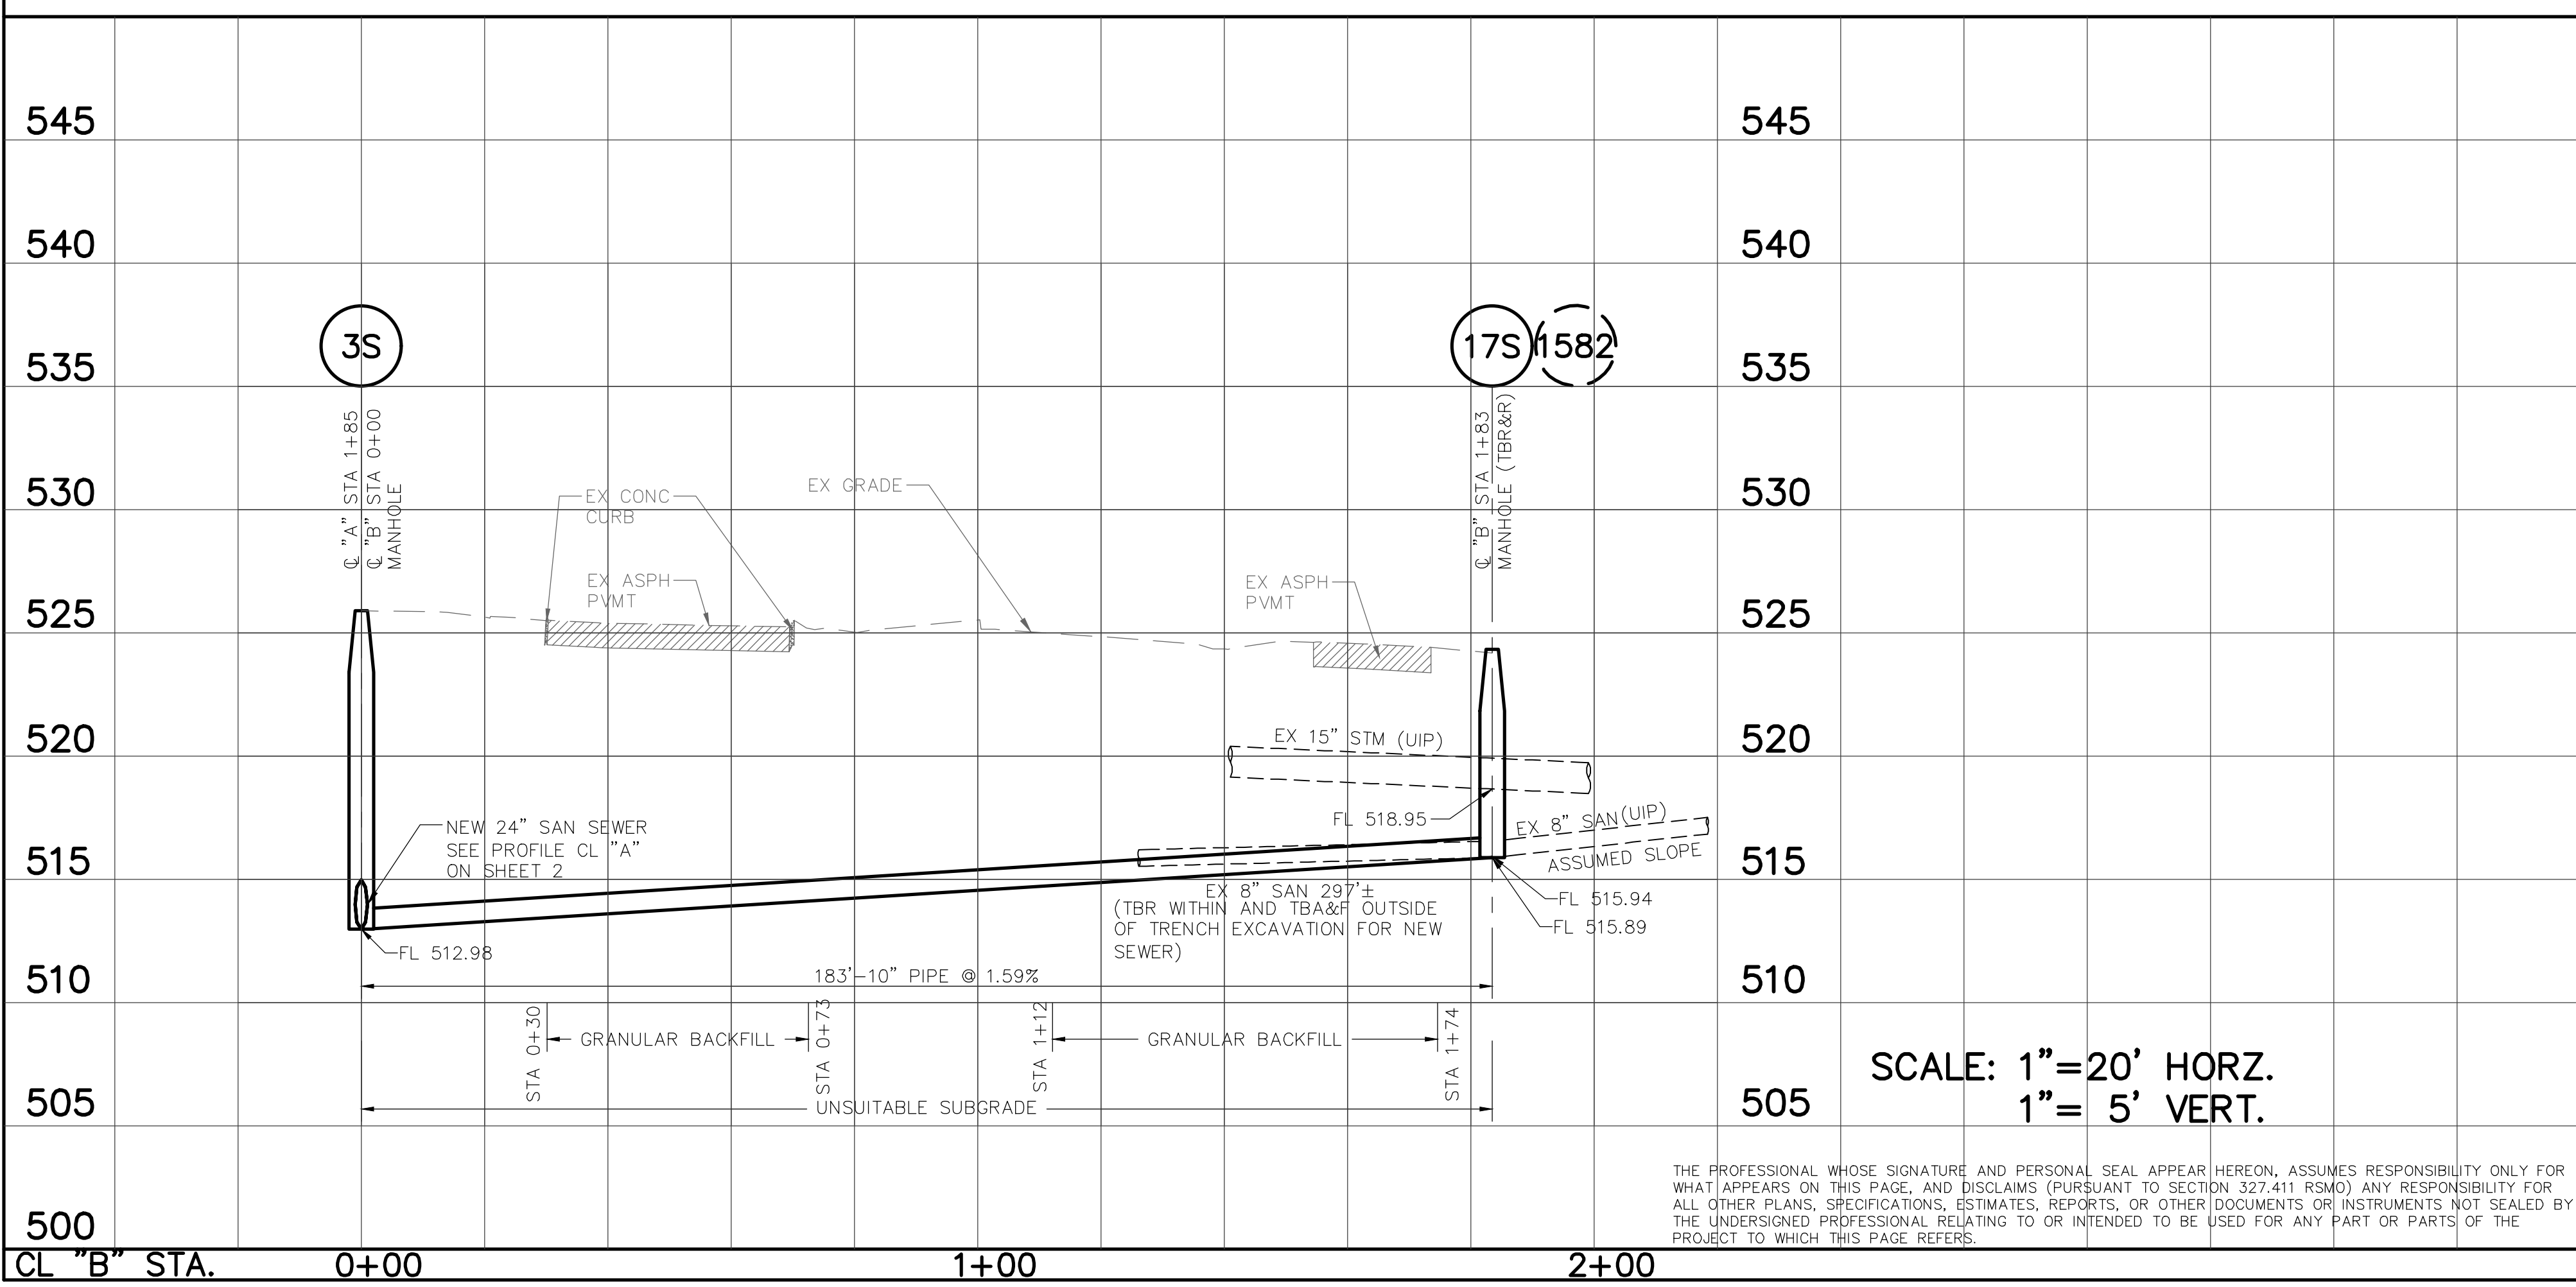 545
545
540
540
3S
17S
1582
535
535
℄ "A" STA 1+85
℄ "B" STA 0+00
MANHOLE
℄ "B" STA 1+83
MANHOLE (TBR&R)
530
530
EX CONC
CURB
EX GRADE
EX ASPH
PVMT
EX ASPH
PVMT
525
525
520
520
EX 15" STM (UIP)
FL 518.95
EX 8" SAN(UIP)
ASSUMED SLOPE
NEW 24" SAN SEWER
SEE PROFILE CL "A"
ON SHEET 2
515
515
EX 8" SAN 297'±
(TBR WITHIN AND TBA&F OUTSIDE
OF TRENCH EXCAVATION FOR NEW
SEWER)
FL 515.94
FL 515.89
FL 512.98
183'-10" PIPE @ 1.59%
510
510
STA 0+30
GRANULAR BACKFILL
STA 0+73
STA 1+12
GRANULAR BACKFILL
STA 1+74
UNSUITABLE SUBGRADE
505
505
SCALE: 1"=20' HORZ.
1"= 5' VERT.
THE PROFESSIONAL WHOSE SIGNATURE AND PERSONAL SEAL APPEAR HEREON, ASSUMES RESPONSIBILITY ONLY FOR
WHAT APPEARS ON THIS PAGE, AND DISCLAIMS (PURSUANT TO SECTION 327.411 RSMO) ANY RESPONSIBILITY FOR
ALL OTHER PLANS, SPECIFICATIONS, ESTIMATES, REPORTS, OR OTHER DOCUMENTS OR INSTRUMENTS NOT SEALED BY
THE UNDERSIGNED PROFESSIONAL RELATING TO OR INTENDED TO BE USED FOR ANY PART OR PARTS OF THE
PROJECT TO WHICH THIS PAGE REFERS.
500
CL "B" STA.
0+00
1+00
2+00